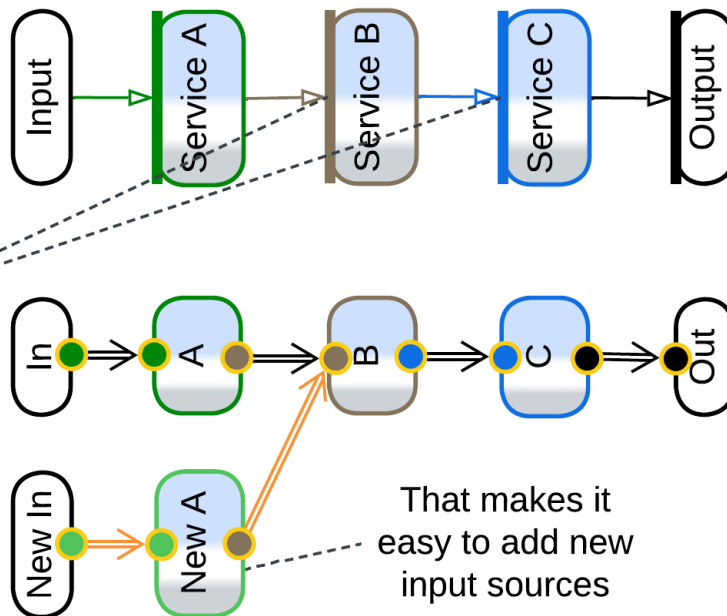 Input
Service A
Service B
Service C
Output
In
A
B
C
Out
New In
New A
That makes it
easy to add new
input sources